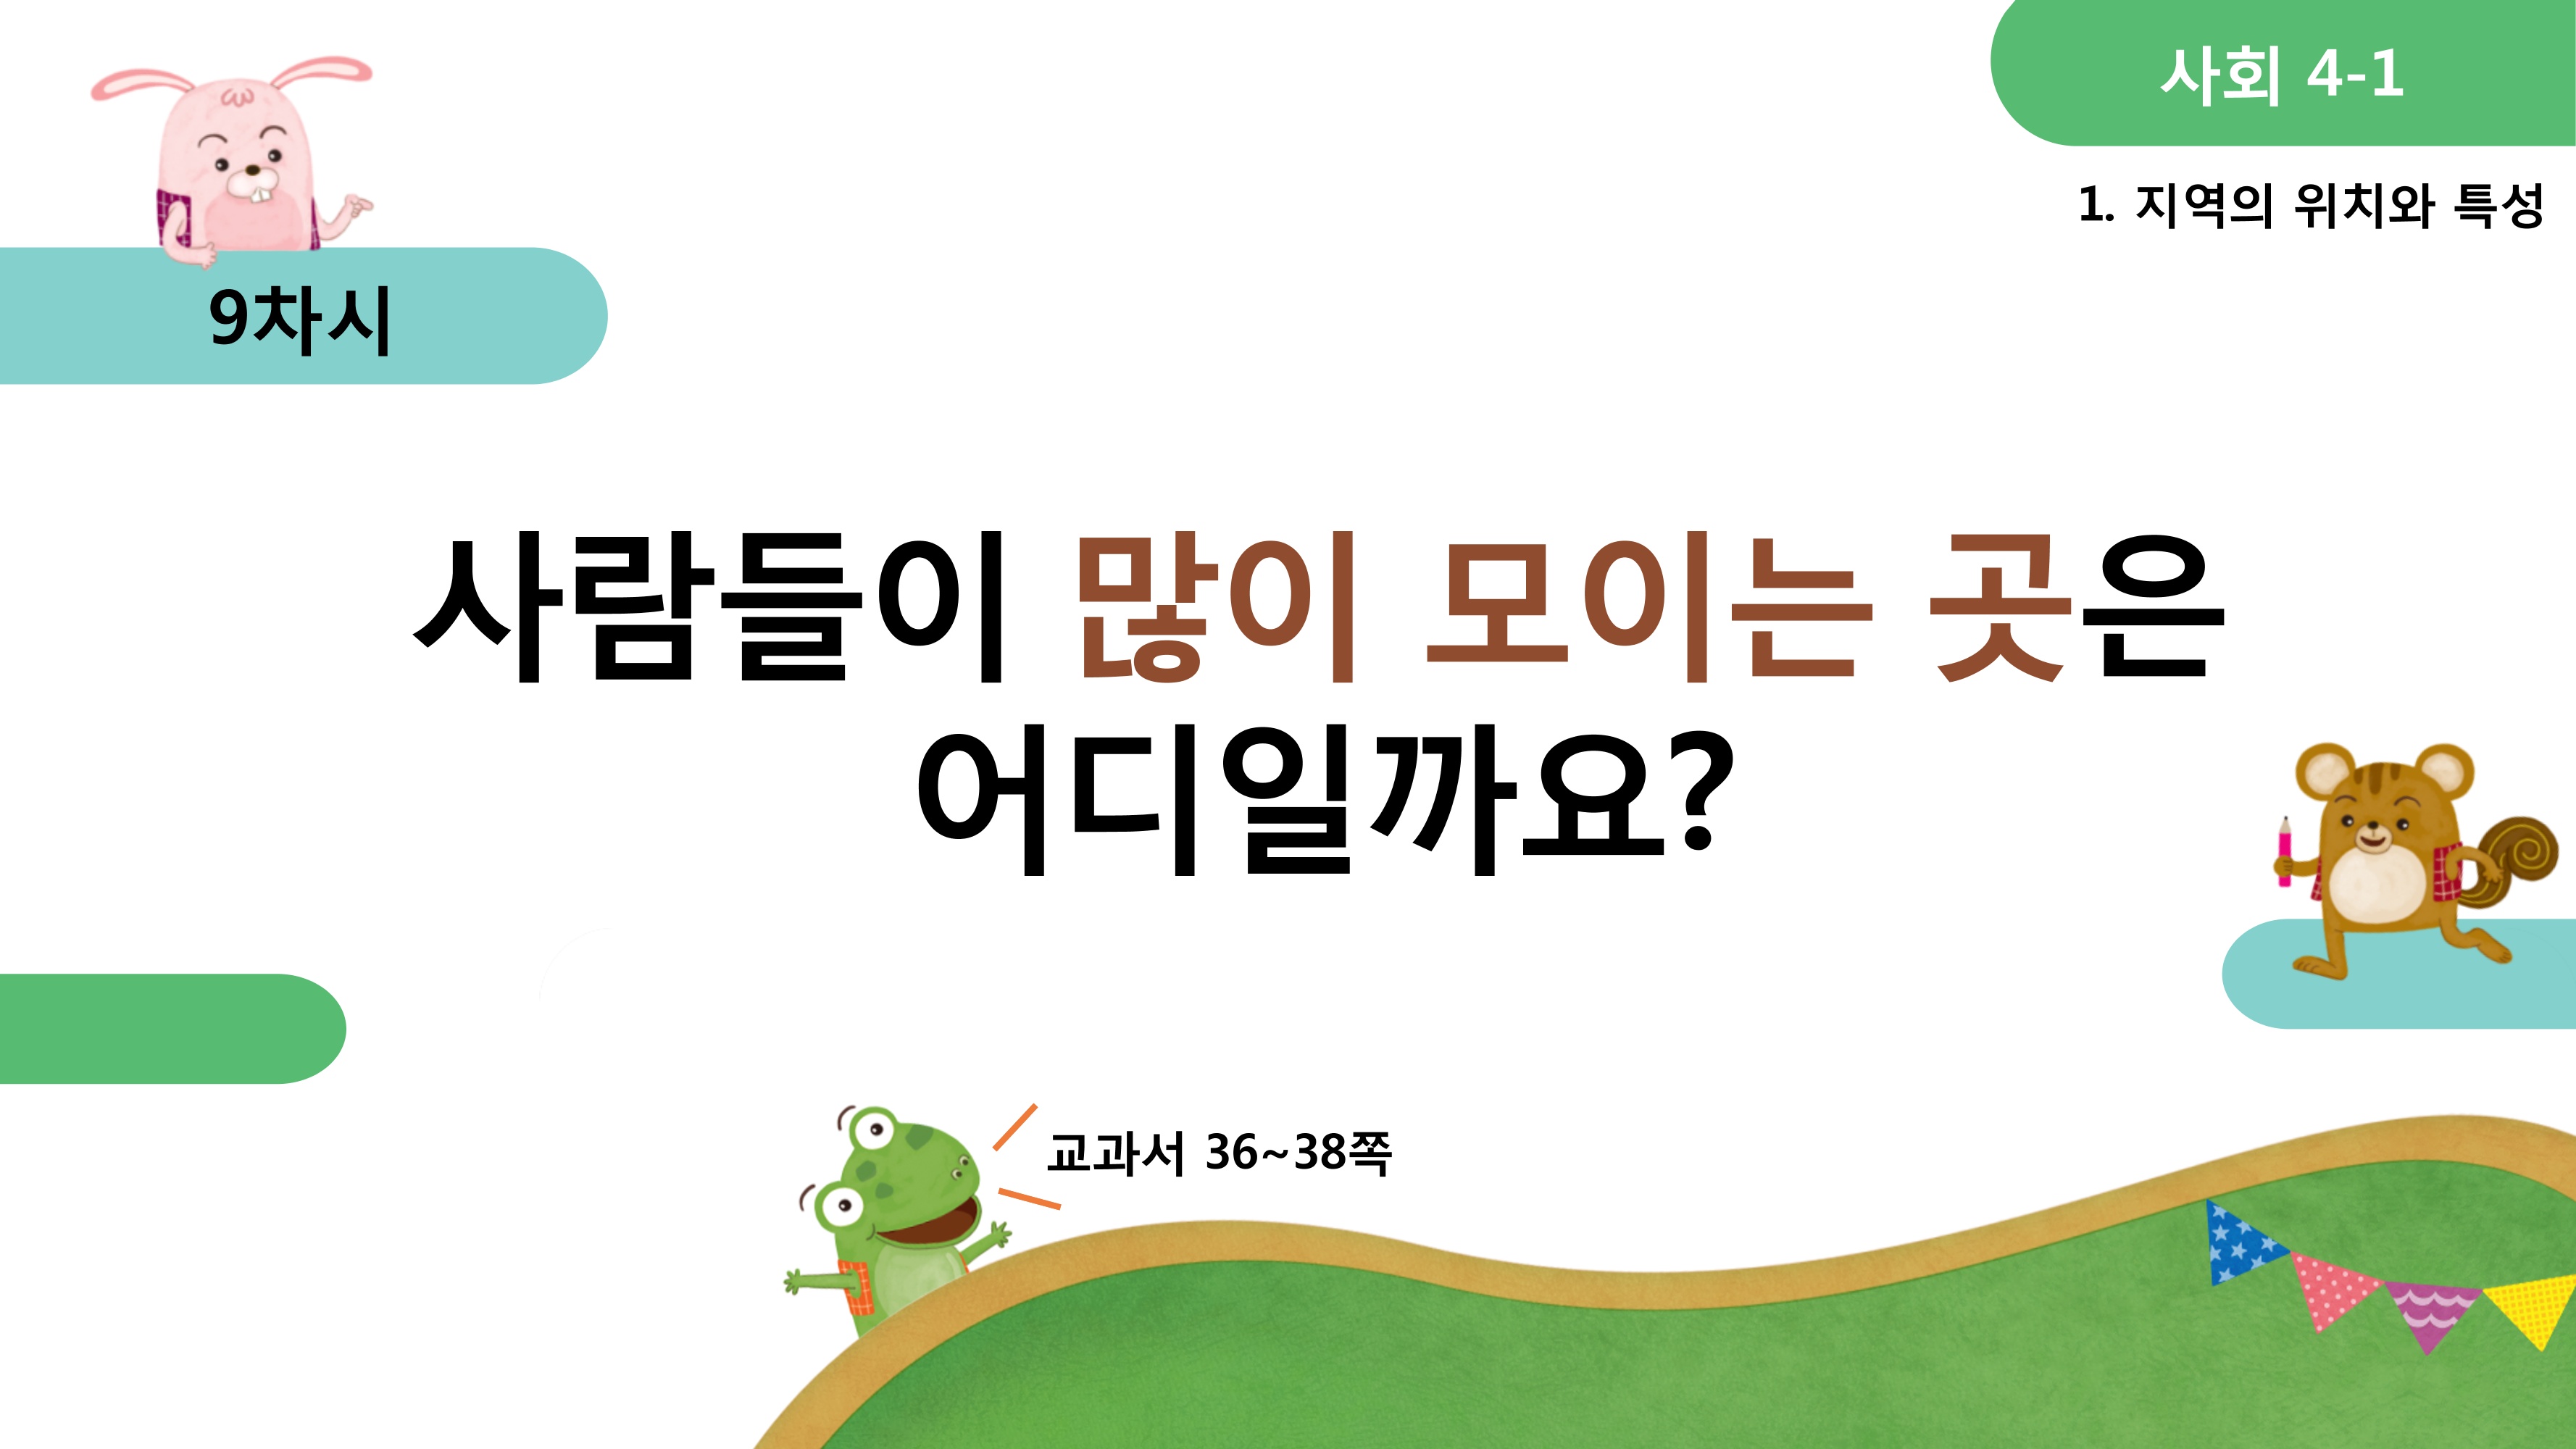 사회 4-1
1. 지역의 위치와 특성
9차시
사람들이 많이 모이는 곳은
어디일까요?
교과서 36~38쪽